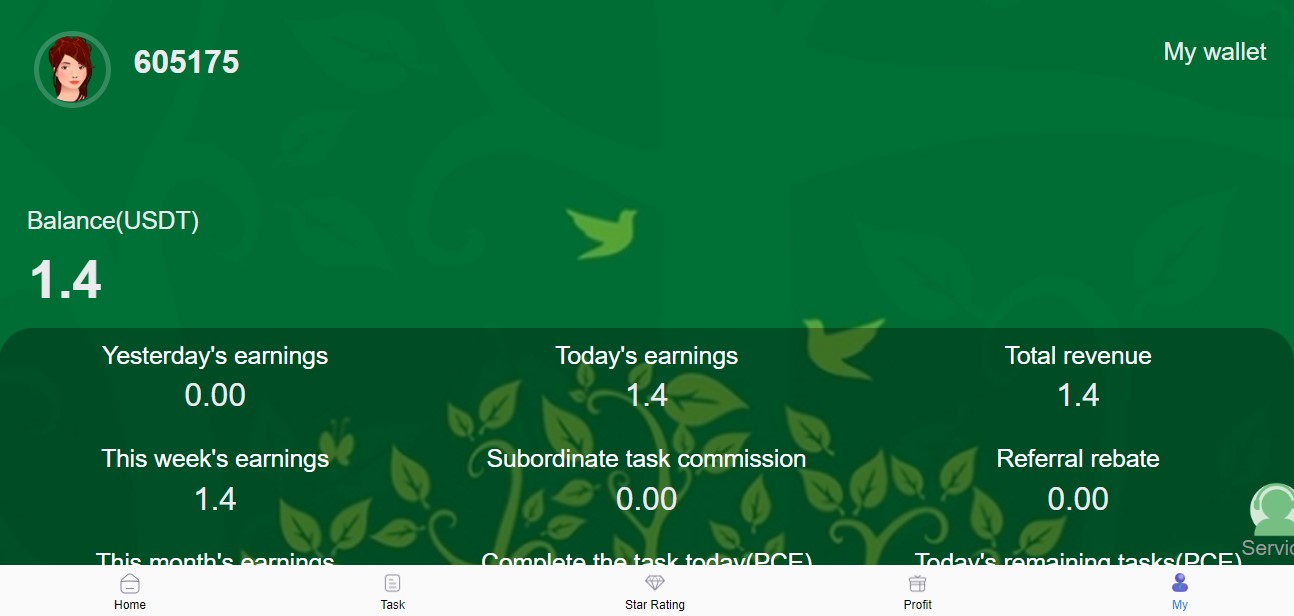 605175
My wallet
Balance(USDT)
1.4
Yesterday's earnings
Today's earnings
Total revenue
0.00
1.4
1.4
This week's earnings
Subordinate task commission
Referral rebate
1.4
0.00
0.00
Servic
This month's earnings
Complete the task today(PCE)
Today's remaining tasks(PCE)
Home
Task
Star Rating
Profit
My